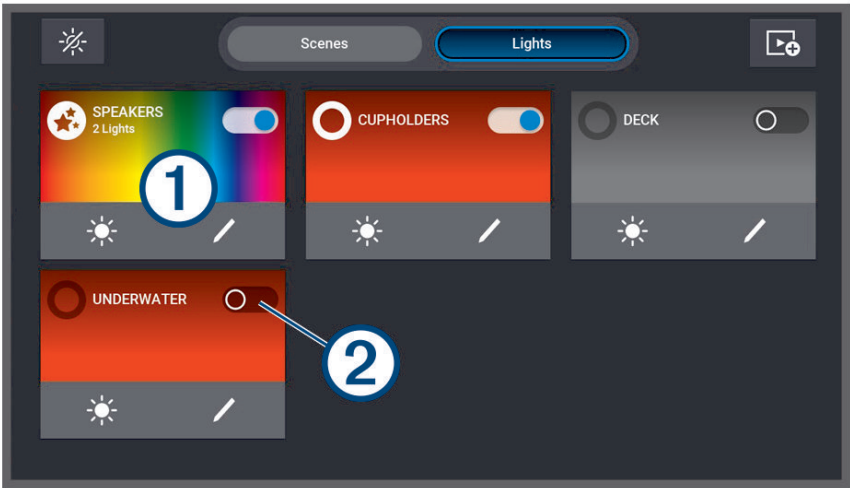 Scenes
Lights
SPEAKERS
2 Lights
CUPHOLDERS
DECK
1
UNDERWATER
2